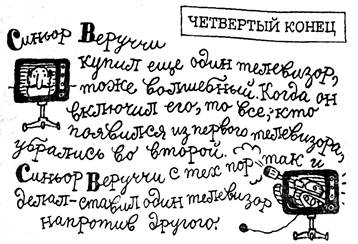 ЧЕТВЕРТЫЙ КОНЕЦ
Синьор Веруччи
купил еще один телевизор,
тоже волшебный. Когда он
включил его, то все, кто
появился из первого телевизора,
убрались во второй.
Синьор Веруччи с тех пор так и
делал–ставил один телевизор
напротив другого.